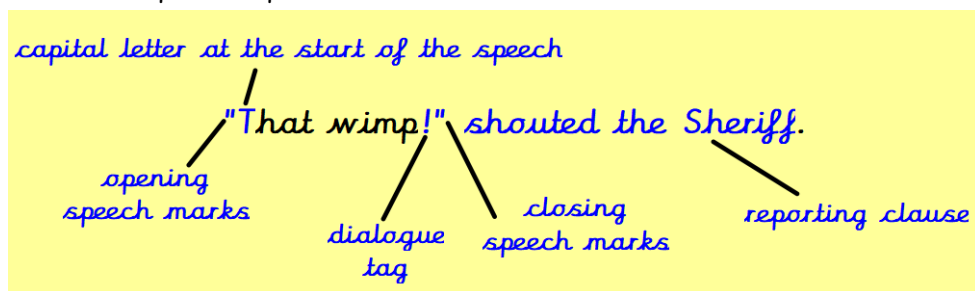 capital letter at the start of the speech
"That wimp!" shouted the Sheriff.
opening
speech marks
dialogue
tag
closing
speech marks
reporting clause